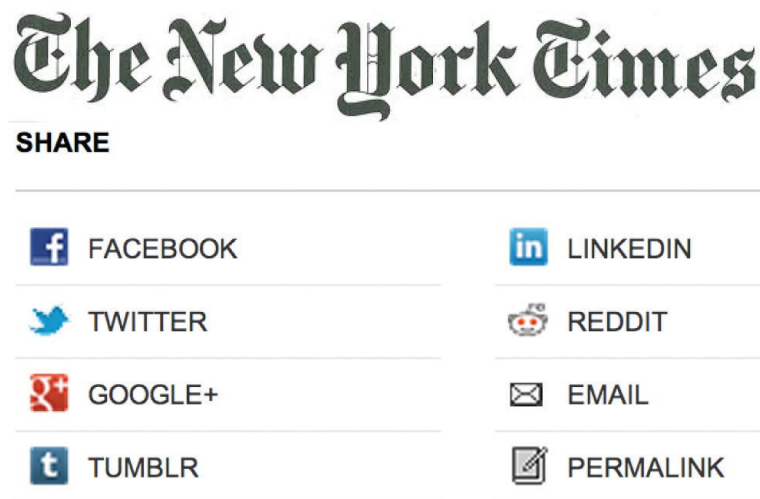 The New York Times
SHARE
FACEBOOK
LINKEDIN
TWITTER
REDDIT
GOOGLE+
EMAIL
TUMBLR
PERMALINK